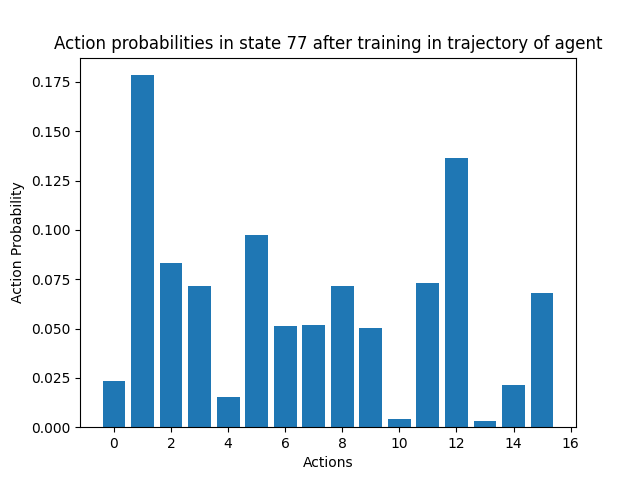 Action probabilities in state 77 after training in trajectory of agent
0.175
0.150
0.125
0.100
0.075
0.050
0.025
0.000
Action Probability
0 2 4 6 8 10 12 14 16
Actions